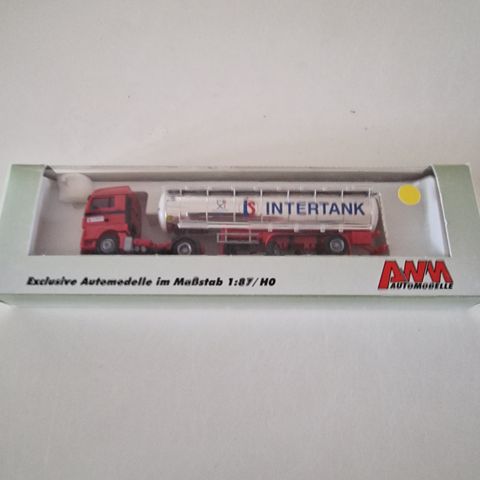 IS INTERTANK
Exclusive Automodelle im Maßstab 1:87/H0
AWM
AUTOMODELLE